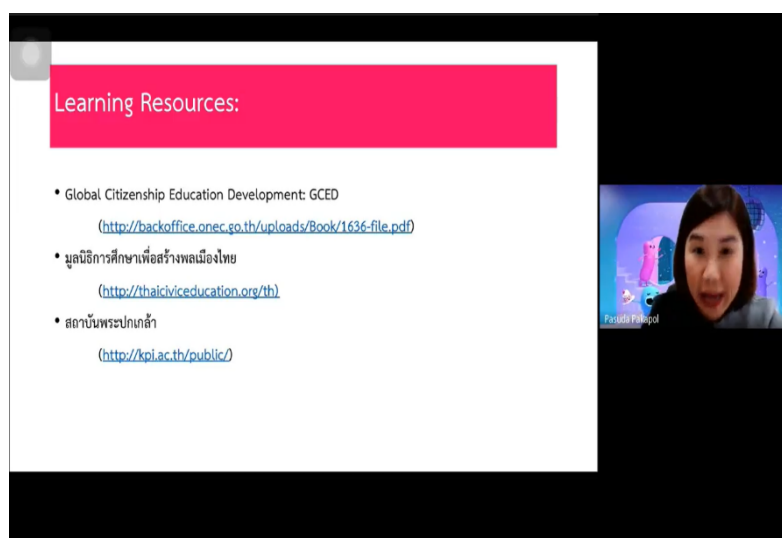 Learning Resources:
• Global Citizenship Education Development: GCED
(http://backoffice.onec.go.th/uploads/Book/1636-file.pdf)
• มูลนิธิการศึกษาเพื่อสร้างพลเมืองไทย
(http://thaiciviceducation.org/th)
• สถาบันพระปกเกล้า
(http://kpi.ac.th/public/)
Pasuda Pakapol